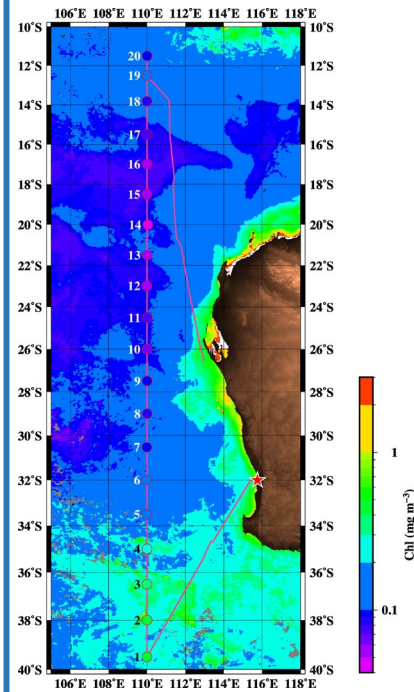 106°E 108°E 110°E 112°E 114°E 116°E 118°E
10°S 10°S
12°S 12°S
14°S 14°S
16°S 16°S
18°S 18°S
20°S 20°S
22°S 22°S
24°S 24°S
26°S 26°S
28°S 28°S
30°S 30°S
32°S 32°S
34°S 34°S
36°S 36°S
38°S 38°S
40°S 40°S
20
19
18
17
16
15
14
13
12
11
10
9
8
7
6
5
4
3
2
1
106°E 108°E 110°E 112°E 114°E 116°E 118°E
1
0.1
Chl (mg m⁻³)